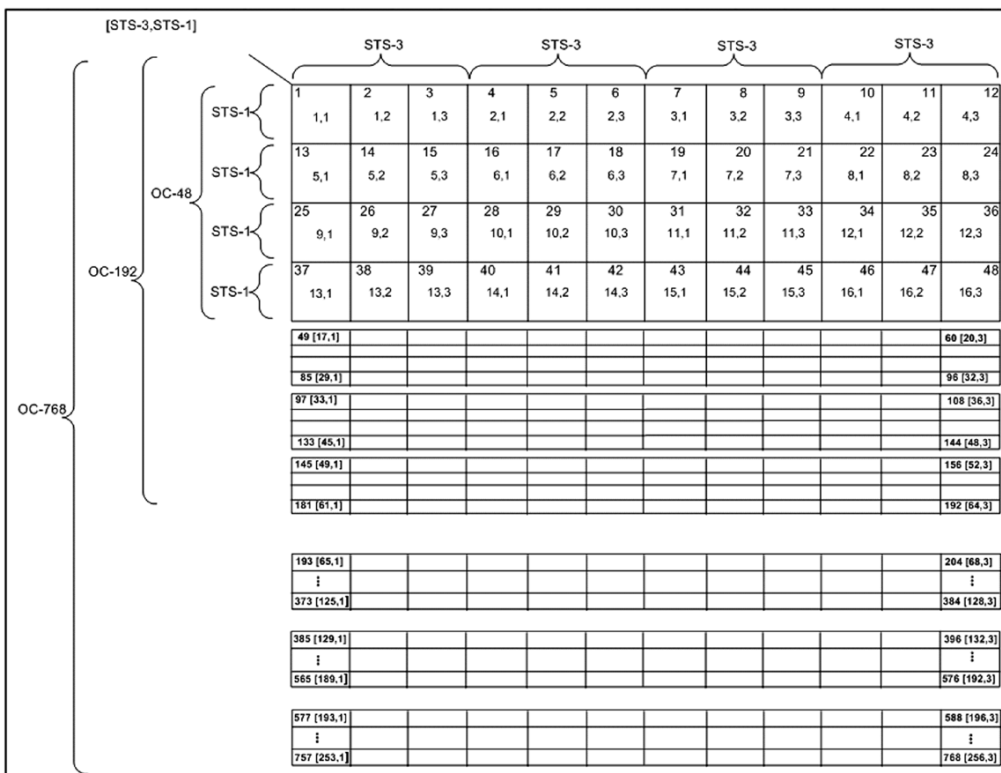 [STS-3,STS-1]
STS-3 STS-3 STS-3 STS-3
1 2 3 4 5 6 7 8 9 10 11 12
STS-1 1,1 1,2 1,3 2,1 2,2 2,3 3,1 3,2 3,3 4,1 4,2 4,3
13 14 15 16 17 18 19 20 21 22 23 24
STS-1 5,1 5,2 5,3 6,1 6,2 6,3 7,1 7,2 7,3 8,1 8,2 8,3
OC-48
25 26 27 28 29 30 31 32 33 34 35 36
STS-1 9,1 9,2 9,3 10,1 10,2 10,3 11,1 11,2 11,3 12,1 12,2 12,3
OC-192 37 38 39 40 41 42 43 44 45 46 47 48
STS-1 13,1 13,2 13,3 14,1 14,2 14,3 15,1 15,2 15,3 16,1 16,2 16,3
49 [17,1] 60 [20,3]
85 [29,1] 96 [32,3]
97 [33,1] 108 [36,3]
OC-768
133 [45,1] 144 [48,3]
145 [49,1] 156 [52,3]
181 [61,1] 192 [64,3]
193 [65,1] 204 [68,3]
⋮ ⋮
373 [125,1] 384 [128,3]
385 [129,1] 396 [132,3]
⋮ ⋮
565 [189,1] 576 [192,3]
577 [193,1] 588 [196,3]
⋮ ⋮
757 [253,1] 768 [256,3]